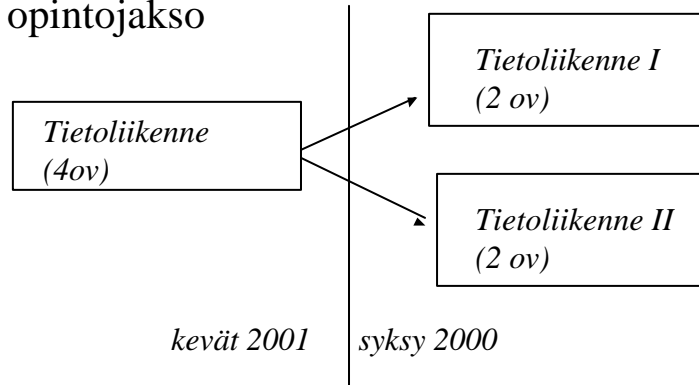 opintojakso
Tietoliikenne I
(2 ov)
Tietoliikenne
(4ov)
Tietoliikenne II
(2 ov)
kevät 2001
syksy 2000